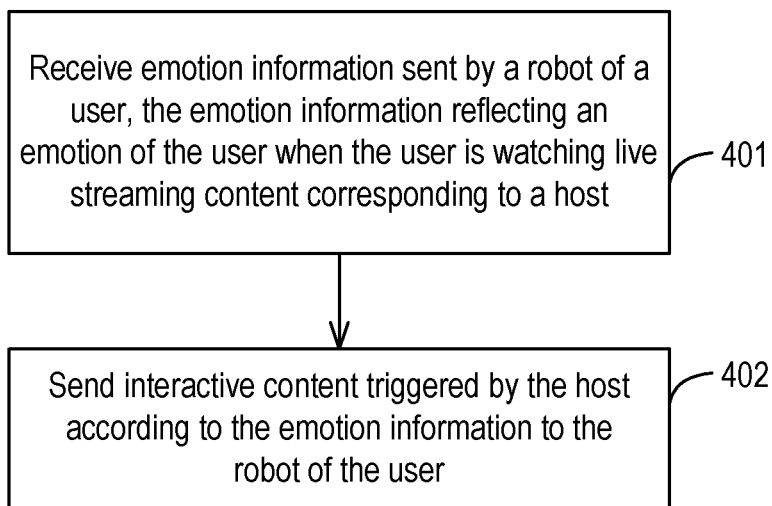 Receive emotion information sent by a robot of a
user, the emotion information reflecting an
emotion of the user when the user is watching live
streaming content corresponding to a host
401
Send interactive content triggered by the host
according to the emotion information to the
robot of the user
402